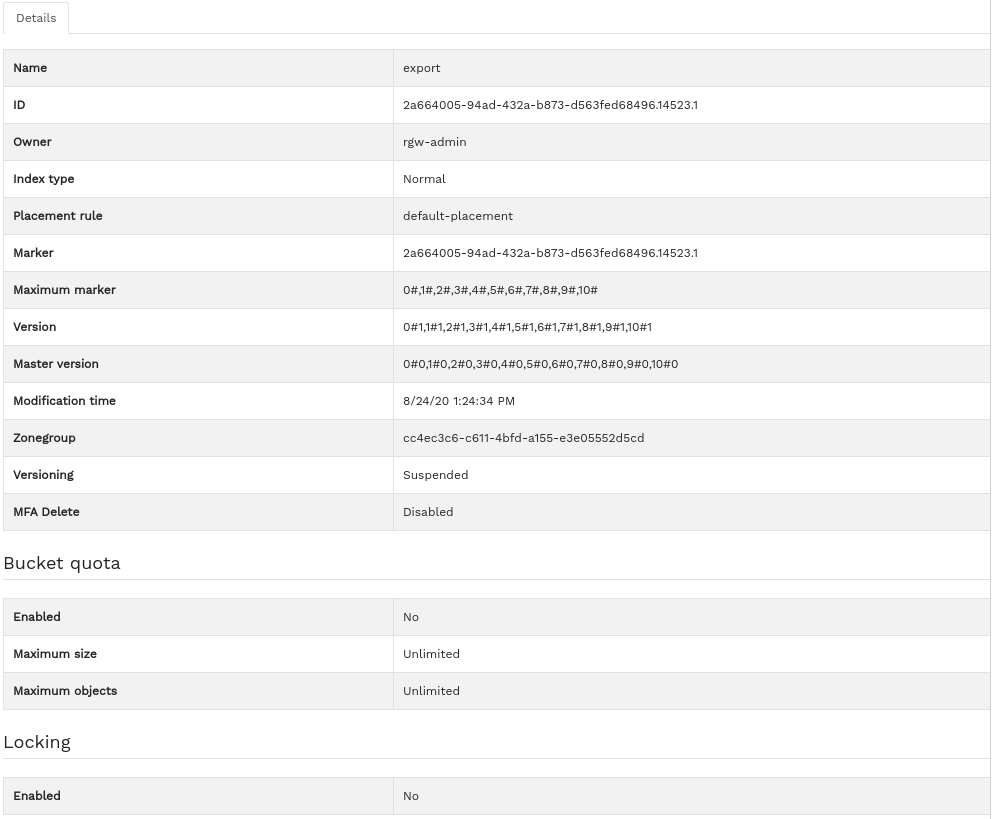 Details
Name export
ID 2a664005-94ad-432a-b873-d563fed68496.14523.1
Owner rgw-admin
Index type Normal
Placement rule default-placement
Marker 2a664005-94ad-432a-b873-d563fed68496.14523.1
Maximum marker 0#,1#,2#,3#,4#,5#,6#,7#,8#,9#,10#
Version 0#1,1#1,2#1,3#1,4#1,5#1,6#1,7#1,8#1,9#1,10#1
Master version 0#0,1#0,2#0,3#0,4#0,5#0,6#0,7#0,8#0,9#0,10#0
Modification time 8/24/20 1:24:34 PM
Zonegroup cc4ec3c6-c611-4bfd-a155-e3e05552d5cd
Versioning Suspended
MFA Delete Disabled
Bucket quota
Enabled No
Maximum size Unlimited
Maximum objects Unlimited
Locking
Enabled No